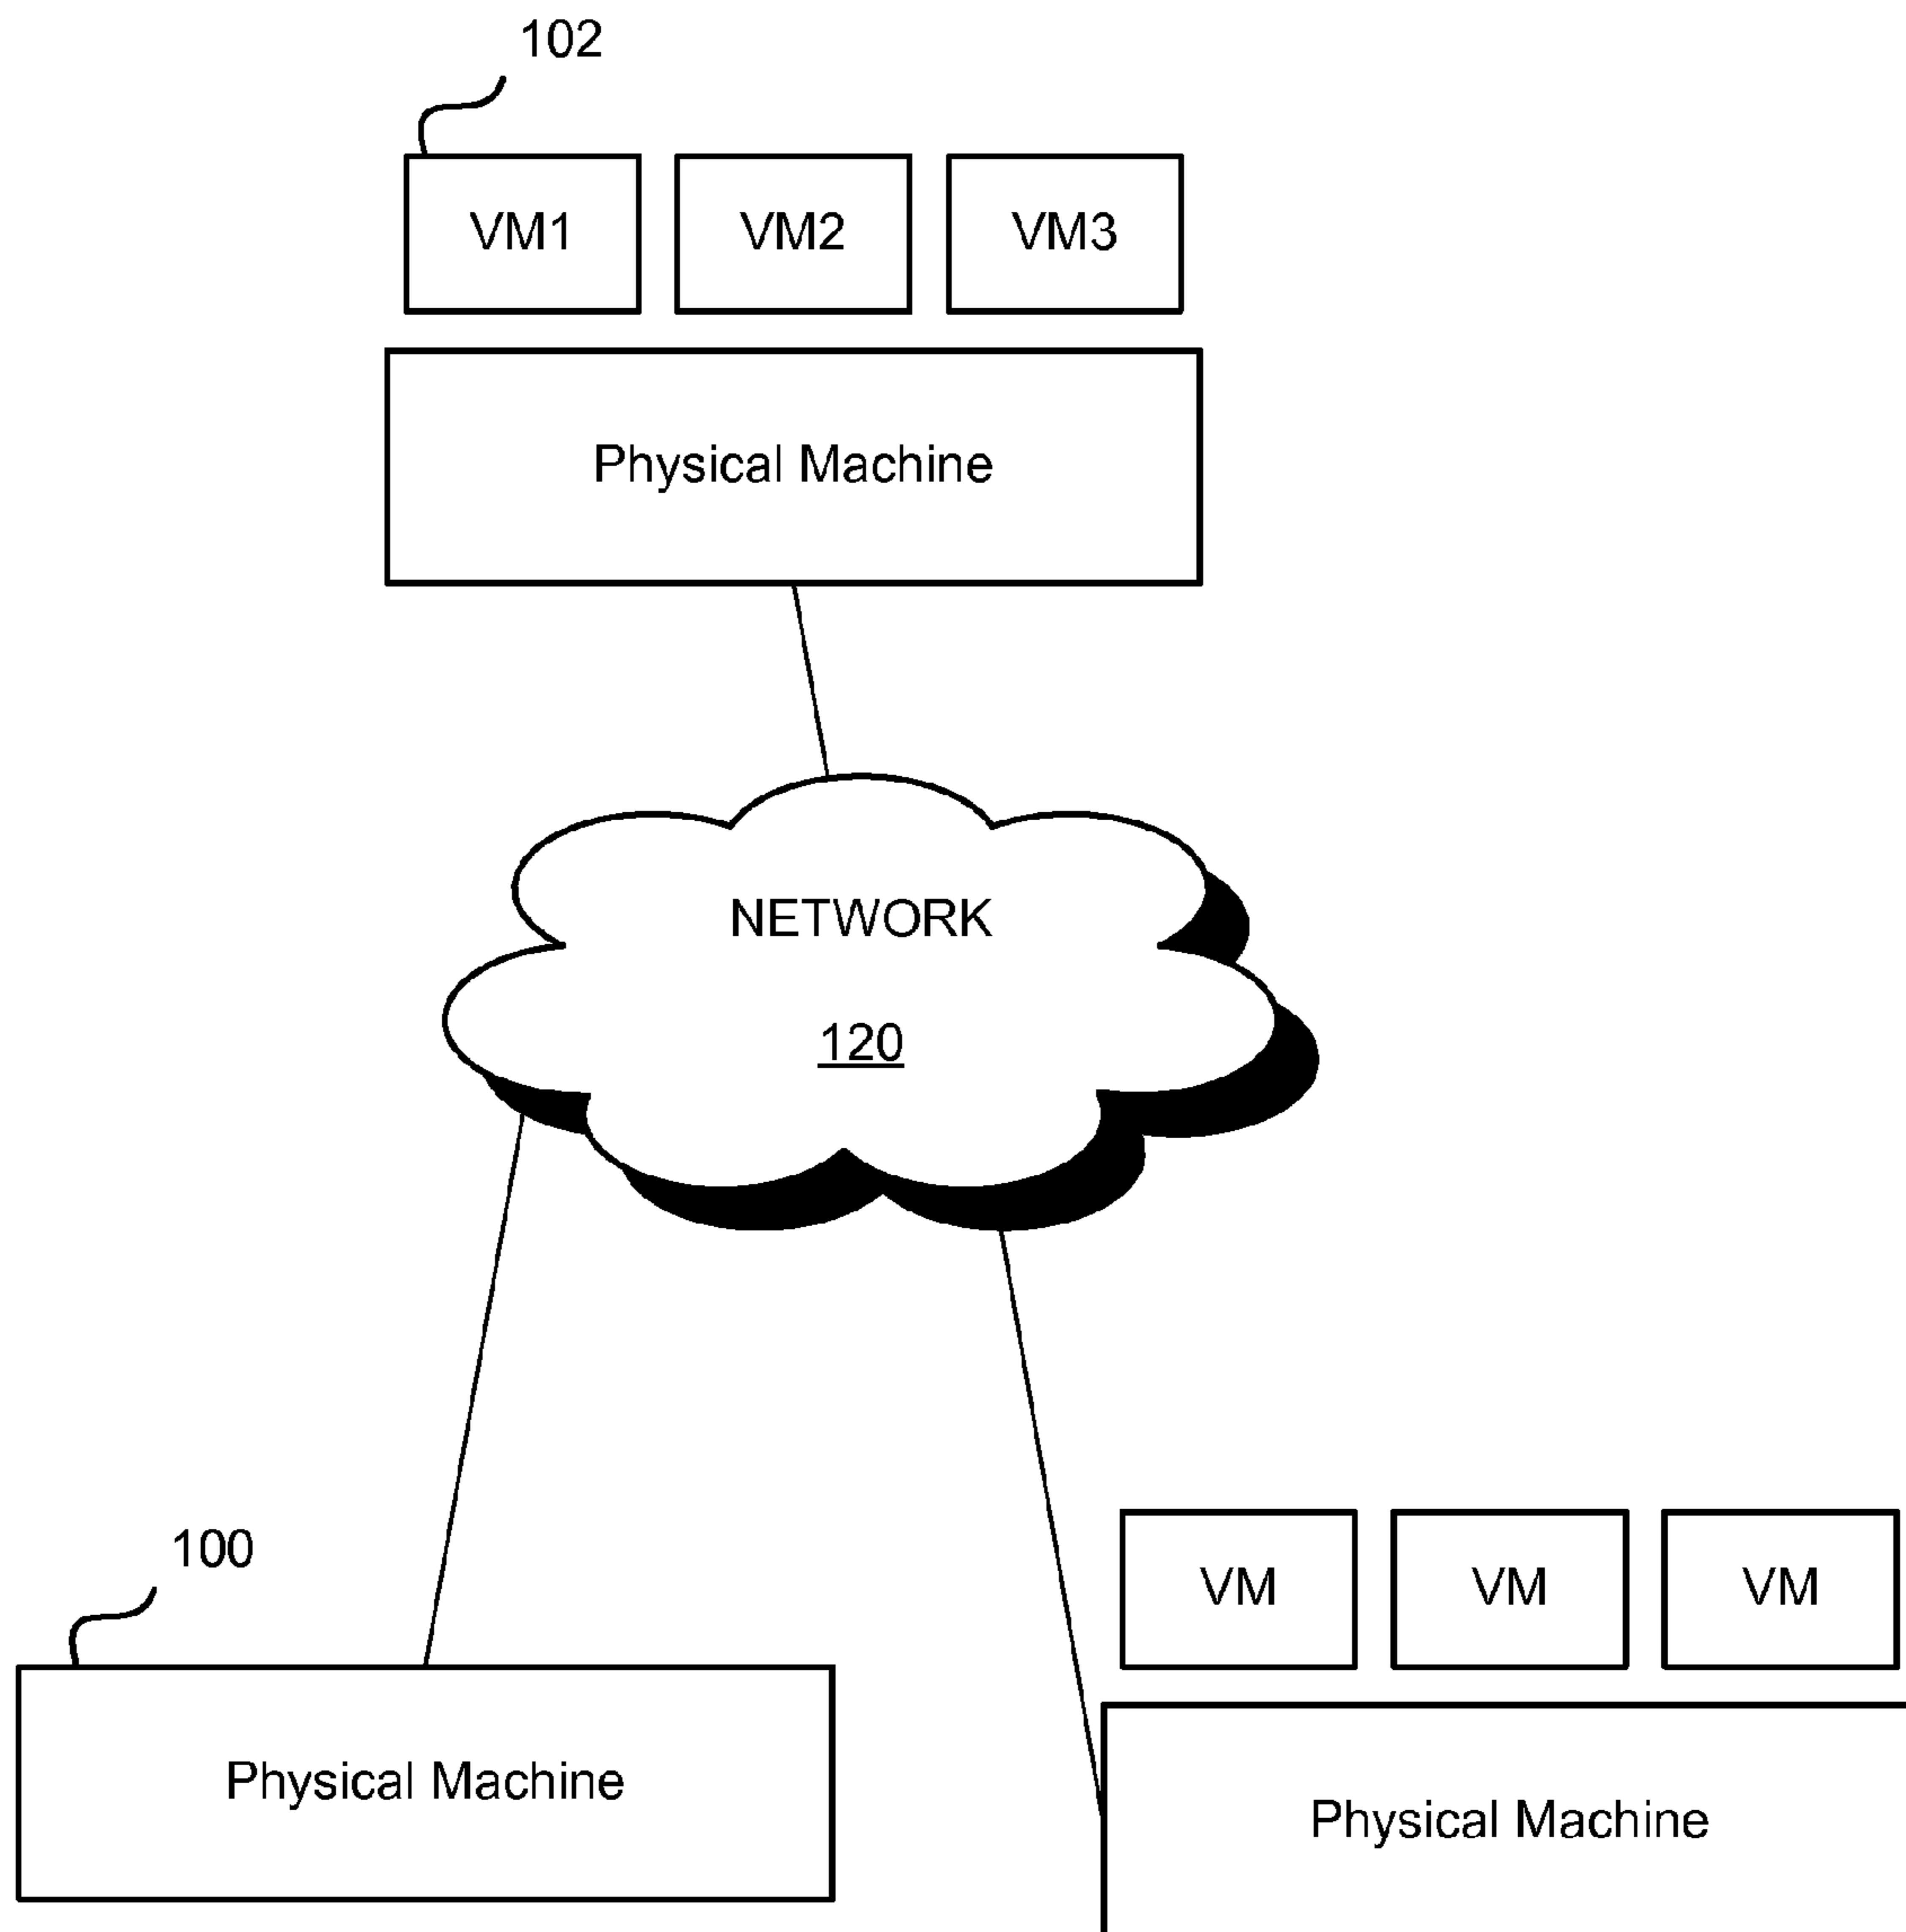 102
VM1 VM2 VM3
Physical Machine
NETWORK
120
100
VM VM VM
Physical Machine
Physical Machine